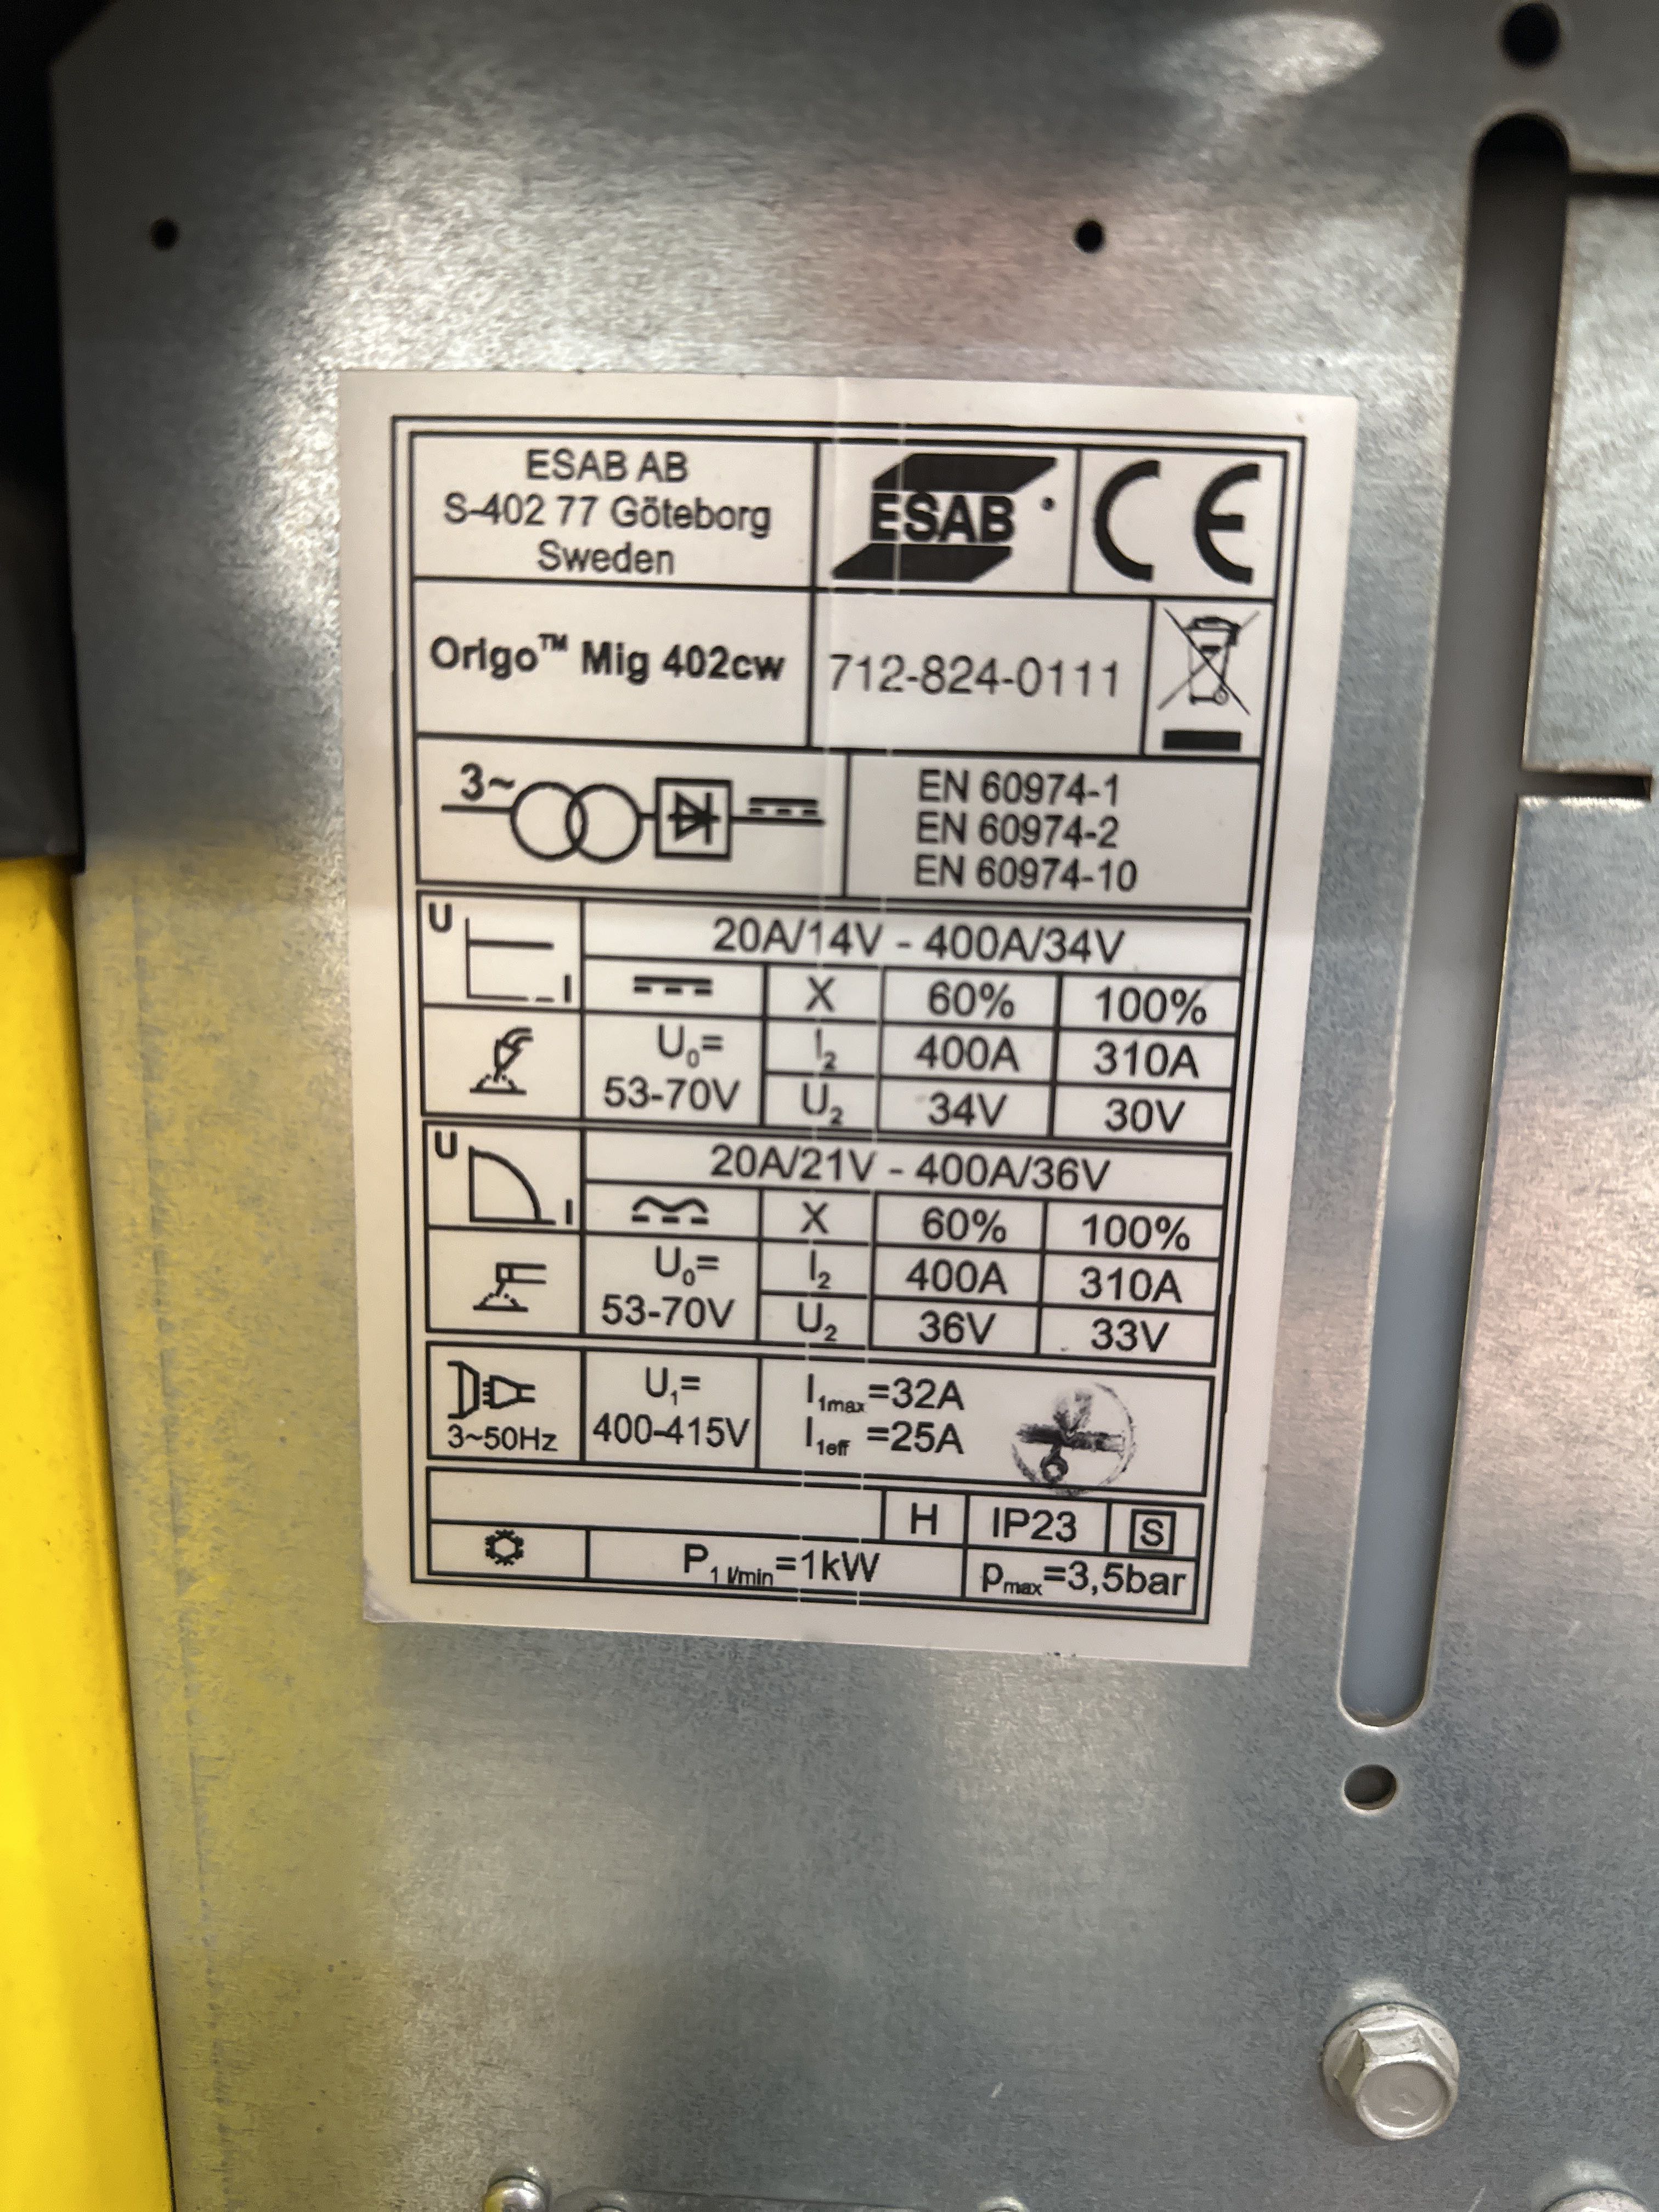 ESAB AB
S-402 77 Göteborg
Sweden
ESAB
CE
Origo™ Mig 402cw
712-824-0111
3~
EN 60974-1
EN 60974-2
EN 60974-10
U
I
20A/14V - 400A/34V
X 60% 100%
U₀=
53-70V
I₂ 400A 310A
U₂ 34V 30V
U
I
20A/21V - 400A/36V
X 60% 100%
U₀=
53-70V
I₂ 400A 310A
U₂ 36V 33V
3~50Hz
U₁=
400-415V
I1max=32A
I1eff =25A
H IP23 S
P1 l/min=1kW
pmax=3,5bar